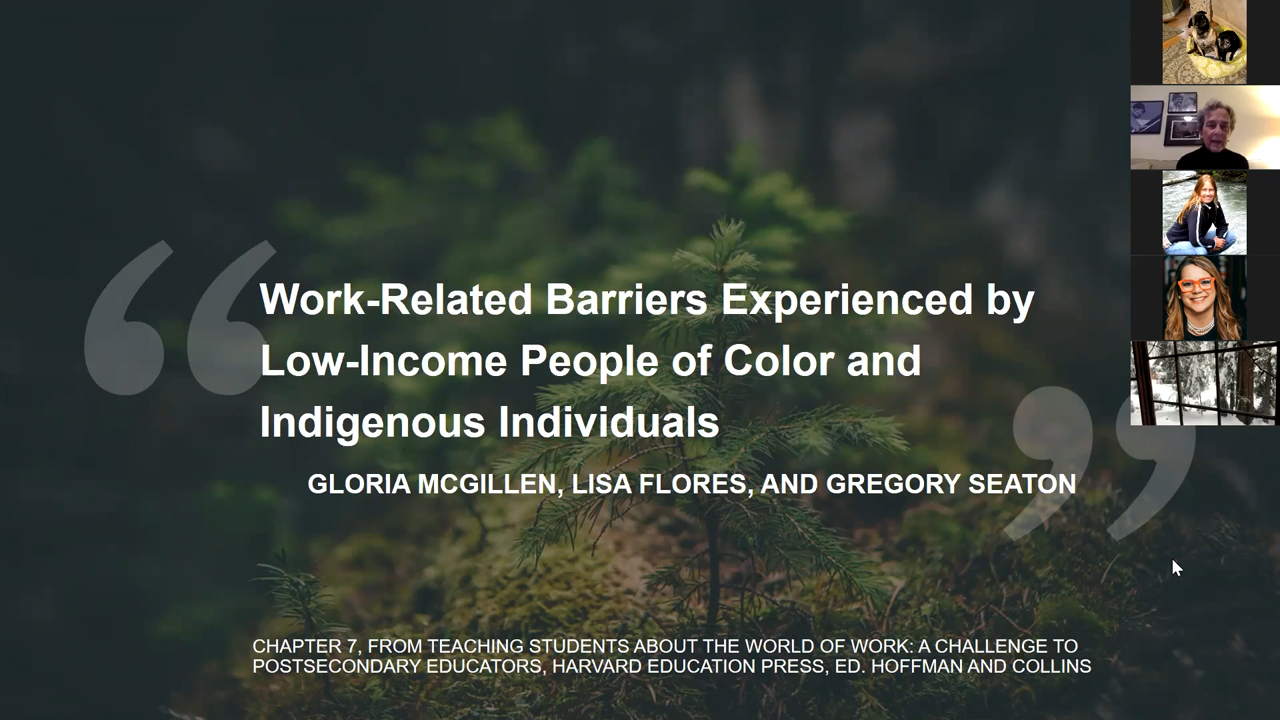 Work-Related Barriers Experienced by
Low-Income People of Color and
Indigenous Individuals
GLORIA MCGILLEN, LISA FLORES, AND GREGORY SEATON
CHAPTER 7, FROM TEACHING STUDENTS ABOUT THE WORLD OF WORK: A CHALLENGE TO
POSTSECONDARY EDUCATORS, HARVARD EDUCATION PRESS, ED. HOFFMAN AND COLLINS